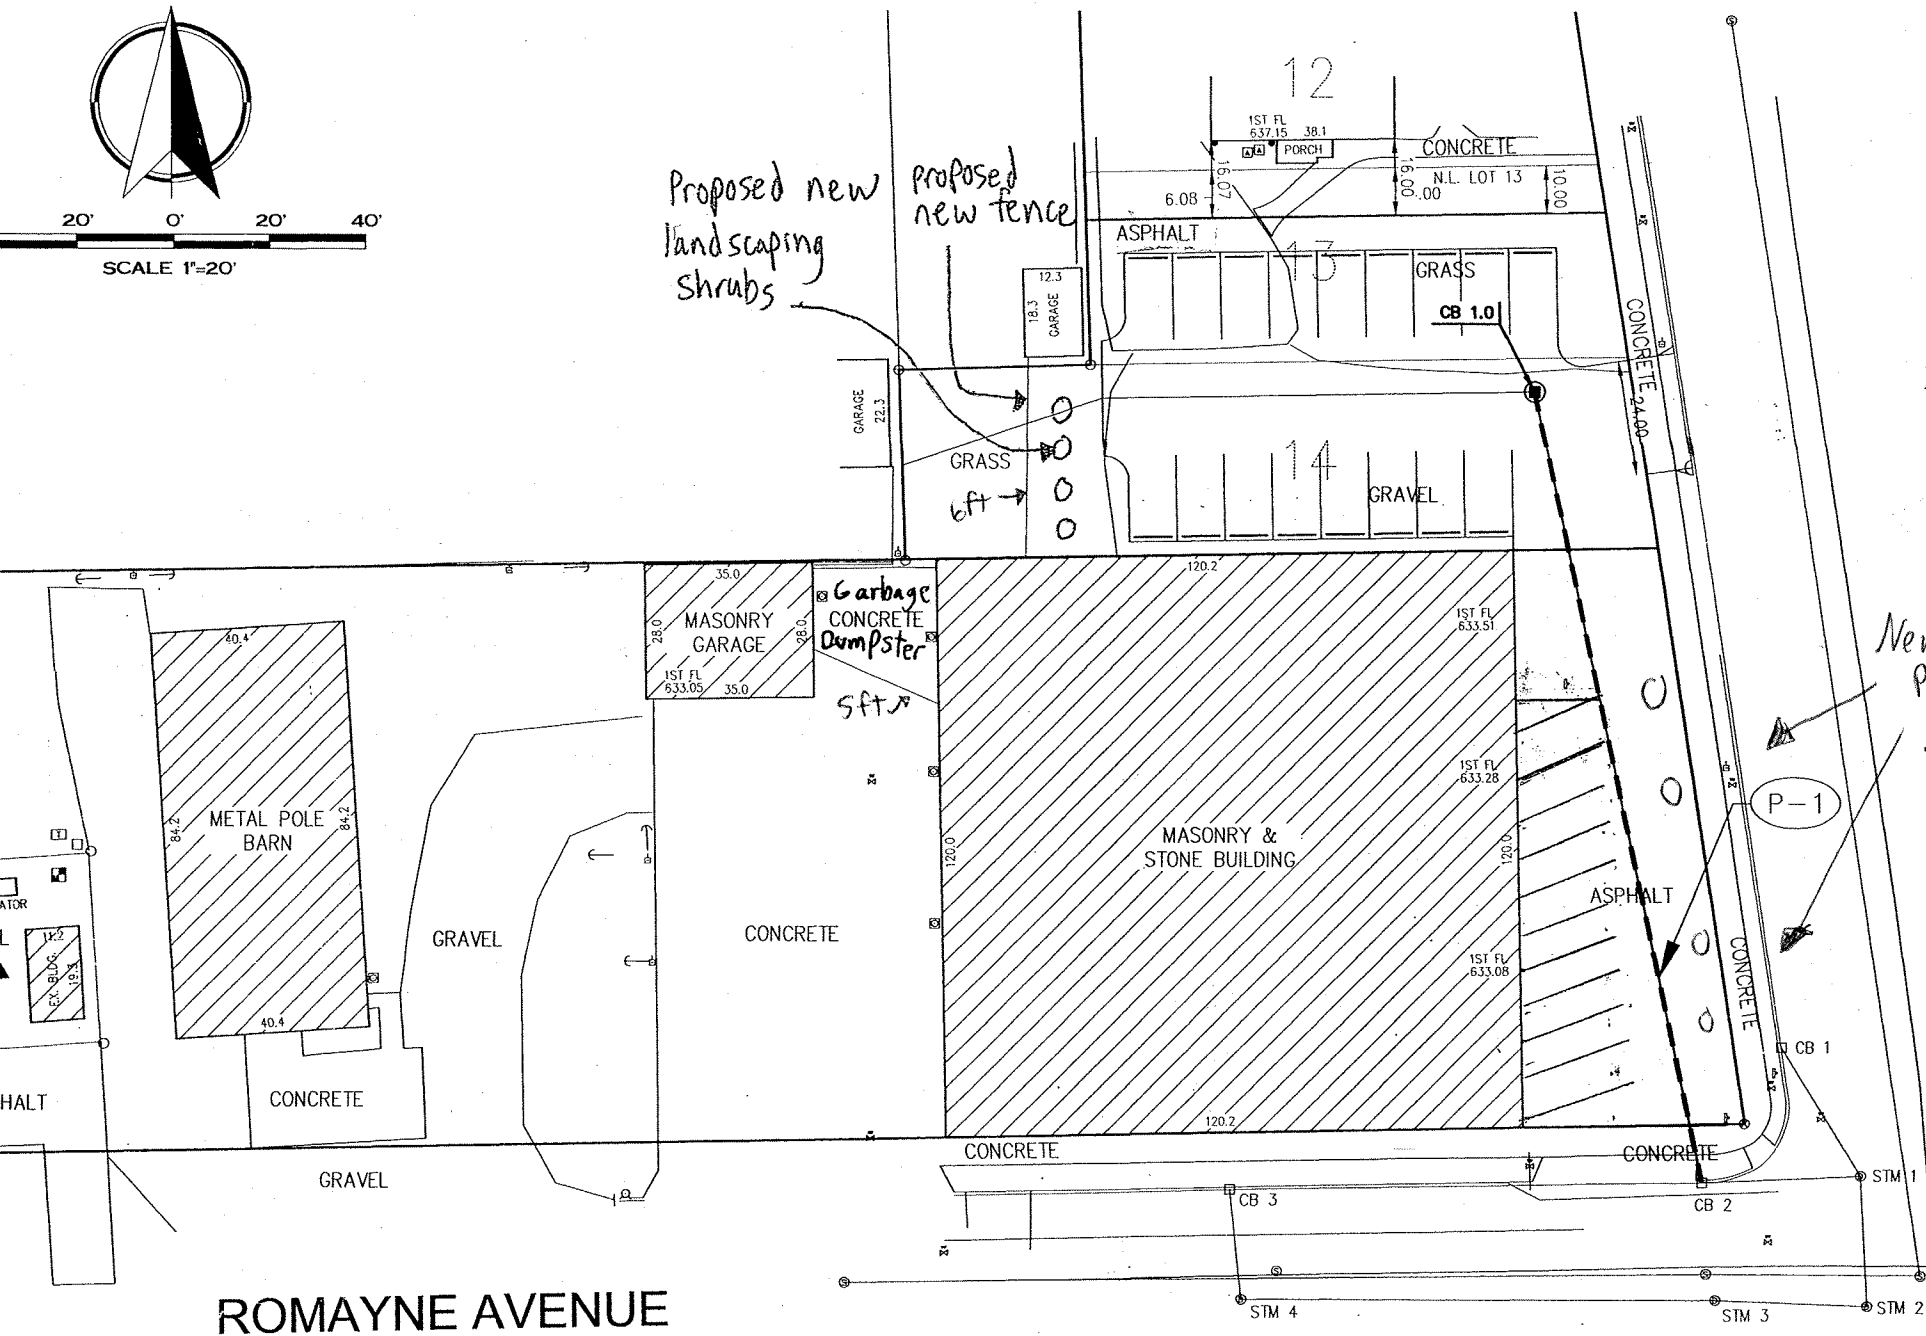 20' 0' 20' 40'
SCALE 1"=20'
Proposed new
landscaping
shrubs
proposed
new fence
12
1ST FL
637.15
38.1
PORCH
CONCRETE
16.07
6.08
16.00
.00
N.L. LOT 13
10.00
ASPHALT
13
GRASS
CB 1.0
CONCRETE
24.00
12.3
18.3
GARAGE
GARAGE
22.3
GRASS
6ft
14
GRAVEL
35.0
MASONRY
GARAGE
28.0
28.0
1ST FL
633.05
35.0
Garbage
CONCRETE
Dumpster
5ft
120.2
1ST FL
633.51
1ST FL
633.28
1ST FL
633.08
MASONRY &
STONE BUILDING
120.0
120.0
120.2
40.4
METAL POLE
BARN
84.2
84.2
40.4
T
ATOR
L
EX. BLDG.
11.2
19.3
HALT
GRAVEL
CONCRETE
CONCRETE
GRAVEL
P-1
ASPHALT
CONCRETE
CB 1
CONCRETE
CONCRETE
CB 3
CB 2
STM 1
STM 4
STM 3
STM 2
ROMAYNE AVENUE